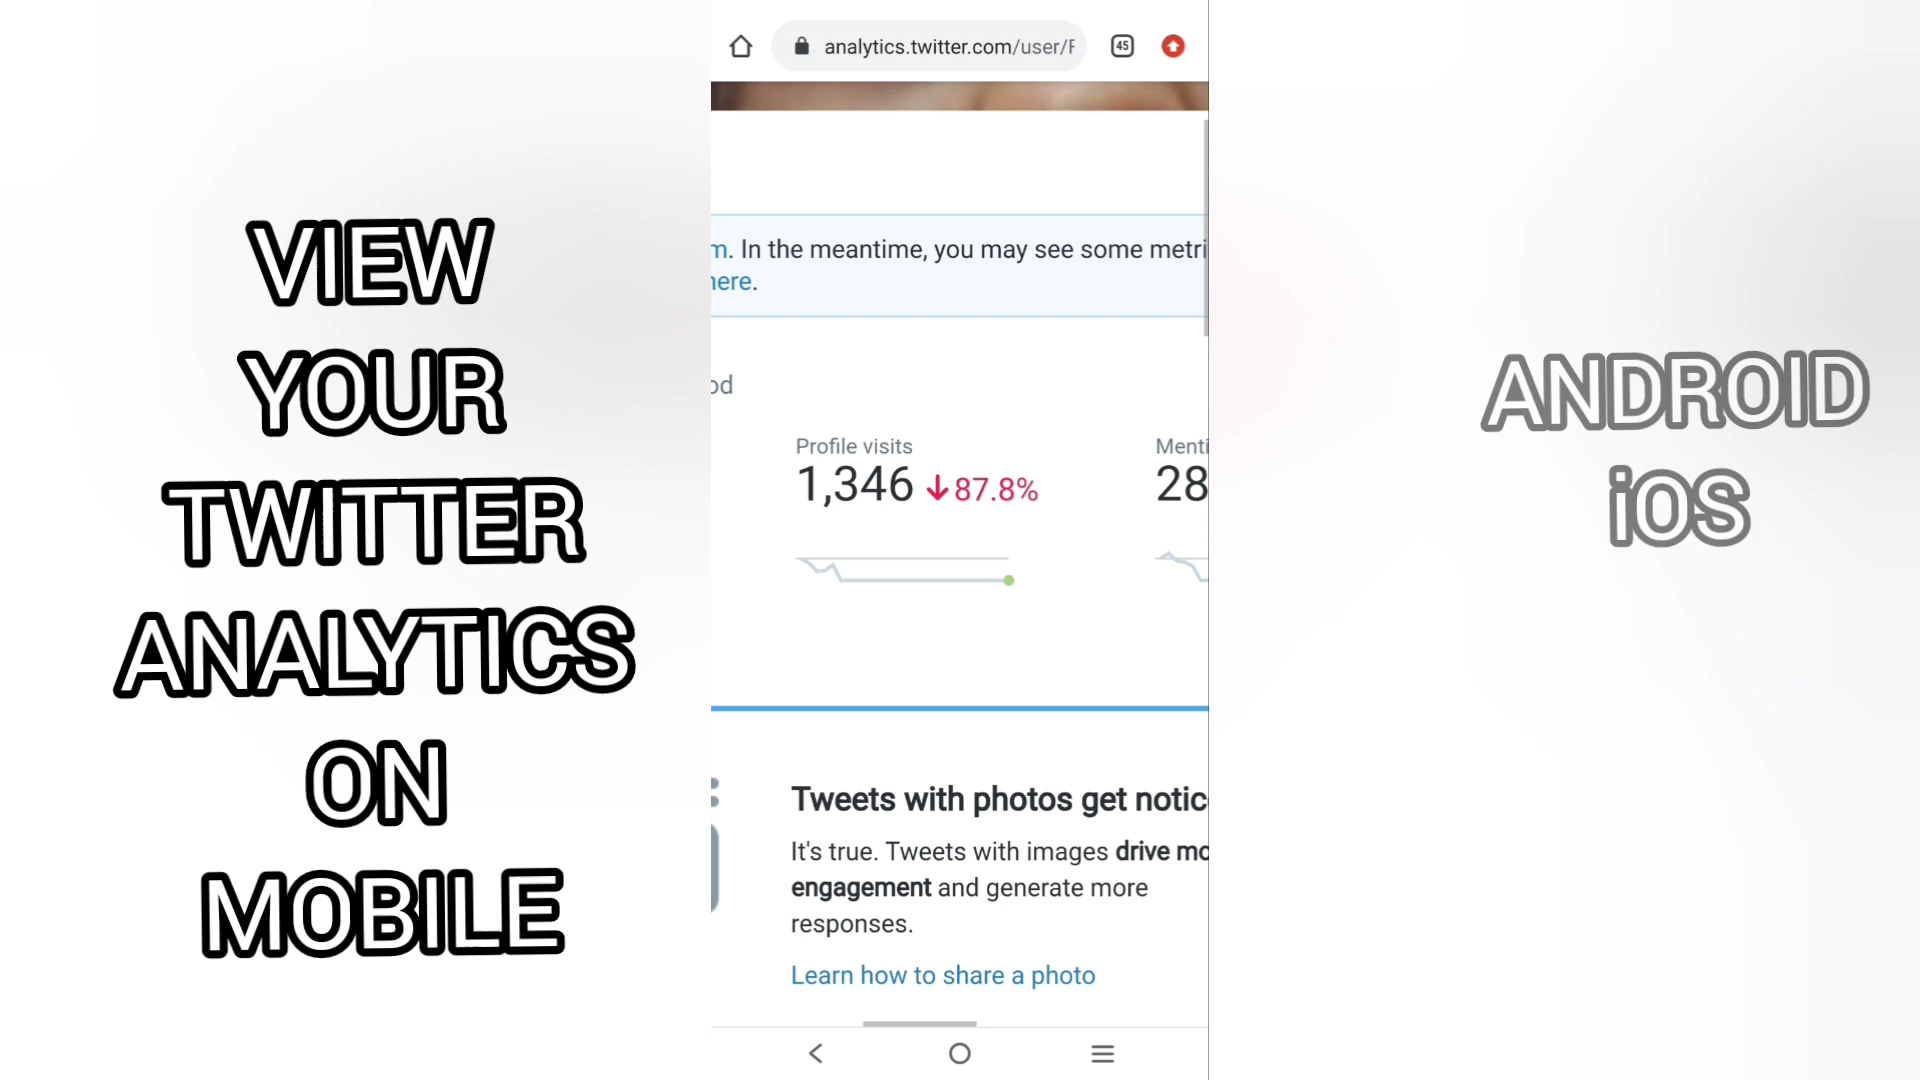 VIEW
YOUR
TWITTER
ANALYTICS
ON
MOBILE
analytics.twitter.com/user/F
45
m. In the meantime, you may see some metri
here.
od
Profile visits
1,346 ↓87.8%
Menti
28
Tweets with photos get notic
It's true. Tweets with images drive mo
engagement and generate more
responses.
Learn how to share a photo
ANDROID
iOS